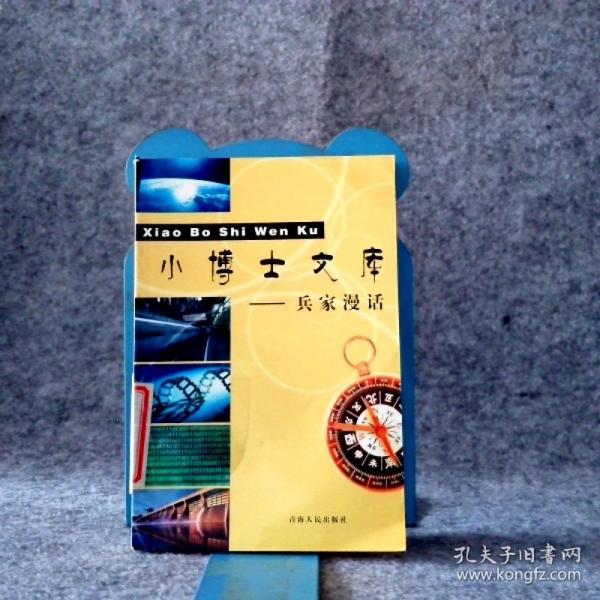 Xiao Bo Shi Wen Ku
小博士文库
——兵家漫话
青海人民出版社
孔夫子旧书网
www.kongfz.com